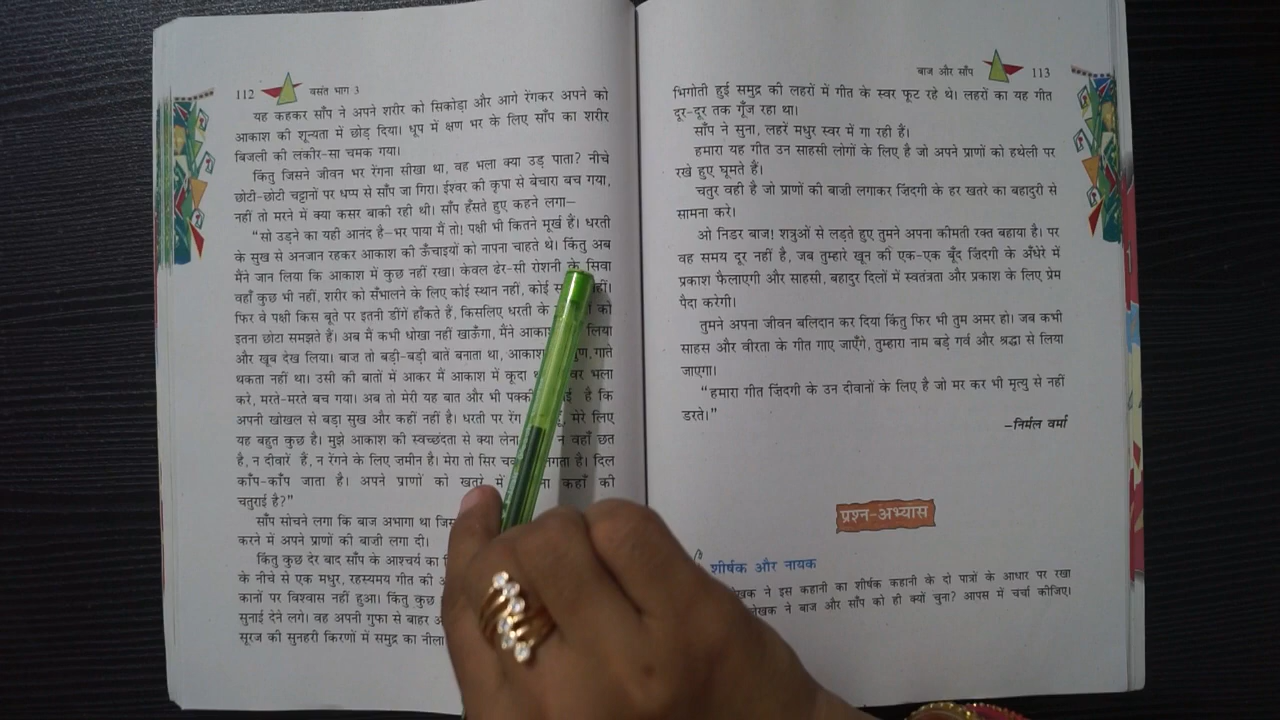 112 वसंत भाग 3
यह कहकर साँप ने अपने शरीर को सिकोड़ा और आगे रेंगकर अपने को
आकाश की शून्यता में छोड़ दिया। धूप में क्षण भर के लिए साँप का शरीर
बिजली की लकीर-सा चमक गया।
किंतु जिसने जीवन भर रेंगना सीखा था, वह भला क्या उड़ पाता? नीचे
छोटी-छोटी चट्टानों पर धप्प से साँप जा गिरा। ईश्वर की कृपा से बेचारा बच गया,
नहीं तो मरने में क्या कसर बाकी रही थी। साँप हँसते हुए कहने लगा–
“सो उड़ने का यही आनंद है–भर पाया मैं तो! पक्षी भी कितने मूर्ख हैं। धरती
के सुख से अनजान रहकर आकाश की ऊँचाइयों को नापना चाहते थे। किंतु अब
मैंने जान लिया कि आकाश में कुछ नहीं रखा। केवल ढेर-सी रोशनी के सिवा
वहाँ कुछ भी नहीं, शरीर को सँभालने के लिए कोई स्थान नहीं, कोई
फिर वे पक्षी किस बूते पर इतनी डींगें हाँकते हैं, किसलिए धरती के को
इतना छोटा समझते हैं। अब मैं कभी धोखा नहीं खाऊँगा, मैंने लिया
और खूब देख लिया। बाज तो बड़ी-बड़ी बातें बनाता था, आकाश गाते
थकता नहीं था। उसी की बातों में आकर मैं आकाश में कूदा भला
करे, मरते-मरते बच गया। अब तो मेरी यह बात और भी है कि
अपनी खोखल से बड़ा सुख और कहीं नहीं है। धरती पर रेंग मेरे लिए
यह बहुत कुछ है। मुझे आकाश की स्वच्छंदता से क्या लेना न वहाँ छत
है, न दीवारें हैं, न रेंगने के लिए ज़मीन है। मेरा तो सिर लगता है। दिल
काँप-काँप जाता है। अपने प्राणों को खतरे में कहाँ की
चतुराई है?”
साँप सोचने लगा कि बाज अभागा था
करने में अपने प्राणों की बाज़ी लगा दी।
किंतु कुछ देर बाद साँप के आश्चर्य का
के नीचे से एक मधुर, रहस्यमय गीत की
कानों पर विश्वास नहीं हुआ। किंतु कुछ
सुनाई देने लगे। वह अपनी गुफा से बाहर
सूरज की सुनहरी किरणों में समुद्र का नीला
बाज और साँप 113
भिगोती हुई समुद्र की लहरों में गीत के स्वर फूट रहे थे। लहरों का यह गीत
दूर-दूर तक गूँज रहा था।
साँप ने सुना, लहरें मधुर स्वर में गा रही हैं।
हमारा यह गीत उन साहसी लोगों के लिए है जो अपने प्राणों को हथेली पर
रखे हुए घूमते हैं।
चतुर वही है जो प्राणों की बाज़ी लगाकर ज़िंदगी के हर खतरे का बहादुरी से
सामना करे।
ओ निडर बाज! शत्रुओं से लड़ते हुए तुमने अपना कीमती रक्त बहाया है। पर
वह समय दूर नहीं है, जब तुम्हारे खून की एक-एक बूँद ज़िंदगी के अँधेरे में
प्रकाश फैलाएगी और साहसी, बहादुर दिलों में स्वतंत्रता और प्रकाश के लिए प्रेम
पैदा करेगी।
तुमने अपना जीवन बलिदान कर दिया किंतु फिर भी तुम अमर हो। जब कभी
साहस और वीरता के गीत गाए जाएँगे, तुम्हारा नाम बड़े गर्व और श्रद्धा से लिया
जाएगा।
“हमारा गीत ज़िंदगी के उन दीवानों के लिए है जो मर कर भी मृत्यु से नहीं
डरते।”
–निर्मल वर्मा
प्रश्न-अभ्यास
शीर्षक और नायक
ने इस कहानी का शीर्षक कहानी के दो पात्रों के आधार पर रखा
ने बाज और साँप को ही क्यों चुना? आपस में चर्चा कीजिए।